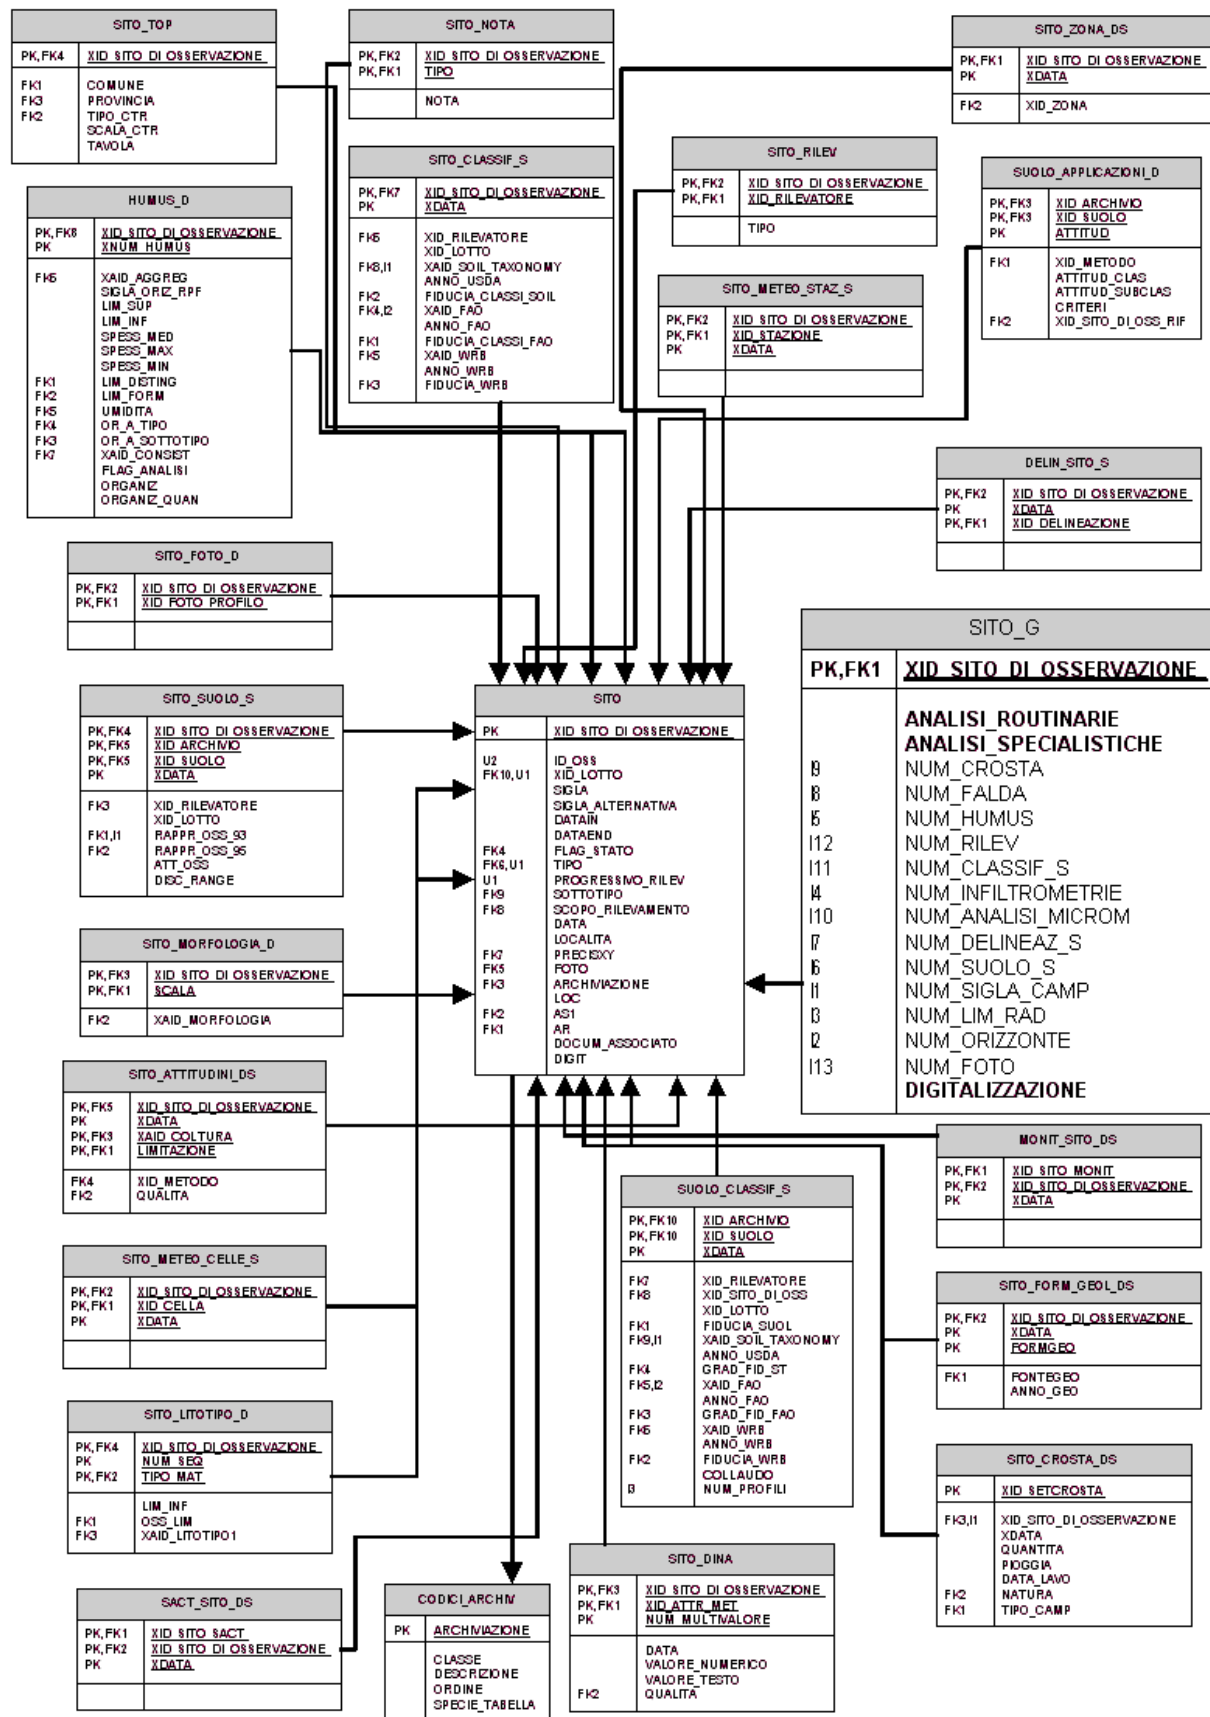 SITO_TOP
PK,FK4 XID_SITO_DI_OSSERVAZIONE
FK1 COMUNE
FK3 PROVINCIA
FK2 TIPO_CTR
SCALA_CTR
TAVOLA
SITO_NOTA
PK,FK2 XID_SITO_DI_OSSERVAZIONE
PK,FK1 TIPO
NOTA
SITO_ZONA_DS
PK,FK1 XID_SITO_DI_OSSERVAZIONE
PK XDATA
FK2 XID_ZONA
SITO_CLASSIF_S
PK,FK7 XID_SITO_DI_OSSERVAZIONE
PK XDATA
FK6 XID_RILEVATORE
XID_LOTTO
FK8,I1 XAID_SOIL_TAXONOMY
ANNO_USDA
FK2 FIDUCIA_CLASSI_SOIL
FK4,I2 XAID_FAO
ANNO_FAO
FK1 FIDUCIA_CLASSI_FAO
FK5 XAID_WRB
ANNO_WRB
FK3 FIDUCIA_WRB
SITO_RILEV
PK,FK2 XID_SITO_DI_OSSERVAZIONE
PK,FK1 XID_RILEVATORE
TIPO
SUOLO_APPLICAZIONI_D
PK,FK3 XID_ARCHIVIO
PK,FK3 XID_SUOLO
PK ATTITUD
FK1 XID_METODO
ATTITUD_CLAS
ATTITUD_SUBCLAS
CRITERI
FK2 XID_SITO_DI_OSS_RIF
HUMUS_D
PK,FK8 XID_SITO_DI_OSSERVAZIONE
PK XNUM_HUMUS
FK6 XAID_AGGREG
SIGLA_ORIZ_RPF
LIM_SUP
LIM_INF
SPESS_MED
SPESS_MAX
SPESS_MIN
FK1 LIM_DISTING
FK2 LIM_FORM
FK5 UMIDITA
FK4 OR_A_TIPO
FK3 OR_A_SOTTOTIPO
FK7 XAID_CONSIST
FLAG_ANALISI
ORGANIZ
ORGANIZ_QUAN
SITO_METEO_STAZ_S
PK,FK2 XID_SITO_DI_OSSERVAZIONE
PK,FK1 XID_STAZIONE
PK XDATA
DELIN_SITO_S
PK,FK2 XID_SITO_DI_OSSERVAZIONE
PK XDATA
PK,FK1 XID_DELINEAZIONE
SITO_FOTO_D
PK,FK2 XID_SITO_DI_OSSERVAZIONE
PK,FK1 XID_FOTO_PROFILO
SITO_G
PK,FK1 XID_SITO_DI_OSSERVAZIONE
ANALISI_ROUTINARIE
ANALISI_SPECIALISTICHE
I9 NUM_CROSTA
I8 NUM_FALDA
I5 NUM_HUMUS
I12 NUM_RILEV
I11 NUM_CLASSIF_S
I4 NUM_INFILTROMETRIE
I10 NUM_ANALISI_MICROM
I7 NUM_DELINEAZ_S
I6 NUM_SUOLO_S
I1 NUM_SIGLA_CAMP
I3 NUM_LIM_RAD
I2 NUM_ORIZZONTE
I13 NUM_FOTO
DIGITALIZZAZIONE
SITO_SUOLO_S
PK,FK4 XID_SITO_DI_OSSERVAZIONE
PK,FK5 XID_ARCHIVIO
PK,FK5 XID_SUOLO
PK XDATA
FK3 XID_RILEVATORE
XID_LOTTO
FK1,I1 RAPPR_OSS_93
FK2 RAPPR_OSS_95
ATT_OSS
DISC_RANGE
SITO
PK XID_SITO_DI_OSSERVAZIONE
U2 ID_OSS
FK10,U1 XID_LOTTO
SIGLA
SIGLA_ALTERNATIVA
DATAIN
DATAEND
FK4 FLAG_STATO
FK6,U1 TIPO
U1 PROGRESSIVO_RILEV
FK9 SOTTOTIPO
FK8 SCOPO_RILEVAMENTO
DATA
LOCALITA
FK7 PRECISXY
FK5 FOTO
FK3 ARCHIVIAZIONE
LOC
FK2 AS1
FK1 AR
DOCUM_ASSOCIATO
DIGIT
SITO_MORFOLOGIA_D
PK,FK3 XID_SITO_DI_OSSERVAZIONE
PK,FK1 SCALA
FK2 XAID_MORFOLOGIA
SITO_ATTITUDINI_DS
PK,FK5 XID_SITO_DI_OSSERVAZIONE
PK XDATA
PK,FK3 XAID_COLTURA
PK,FK1 LIMITAZIONE
FK4 XID_METODO
FK2 QUALITA
MONIT_SITO_DS
PK,FK1 XID_SITO_MONIT
PK,FK2 XID_SITO_DI_OSSERVAZIONE
PK XDATA
SUOLO_CLASSIF_S
PK,FK10 XID_ARCHIVIO
PK,FK10 XID_SUOLO
PK XDATA
FK7 XID_RILEVATORE
FK8 XID_SITO_DI_OSS
XID_LOTTO
FK1 FIDUCIA_SUOL
FK9,I1 XAID_SOIL_TAXONOMY
ANNO_USDA
FK4 GRAD_FID_ST
FK5,I2 XAID_FAO
ANNO_FAO
FK3 GRAD_FID_FAO
FK6 XAID_WRB
ANNO_WRB
FK2 FIDUCIA_WRB
COLLAUDO
I3 NUM_PROFILI
SITO_METEO_CELLE_S
PK,FK2 XID_SITO_DI_OSSERVAZIONE
PK,FK1 XID_CELLA
PK XDATA
SITO_FORM_GEOL_DS
PK,FK2 XID_SITO_DI_OSSERVAZIONE
PK XDATA
PK FORMGEO
FK1 FONTEGEO
ANNO_GEO
SITO_LITOTIPO_D
PK,FK4 XID_SITO_DI_OSSERVAZIONE
PK NUM_SEQ
PK,FK2 TIPO_MAT
LIM_INF
FK1 OSS_LIM
FK3 XAID_LITOTIPO1
SITO_CROSTA_DS
PK XID_SETCROSTA
FK3,I1 XID_SITO_DI_OSSERVAZIONE
XDATA
QUANTITA
PIOGGIA
DATA_LAVO
FK2 NATURA
FK1 TIPO_CAMP
SACT_SITO_DS
PK,FK1 XID_SITO_SACT
PK,FK2 XID_SITO_DI_OSSERVAZIONE
PK XDATA
CODICI_ARCHIV
PK ARCHIVIAZIONE
CLASSE
DESCRIZIONE
ORDINE
SPECIE_TABELLA
SITO_DINA
PK,FK3 XID_SITO_DI_OSSERVAZIONE
PK,FK1 XID_ATTR_MET
PK NUM_MULTIVALORE
DATA
VALORE_NUMERICO
VALORE_TESTO
FK2 QUALITA